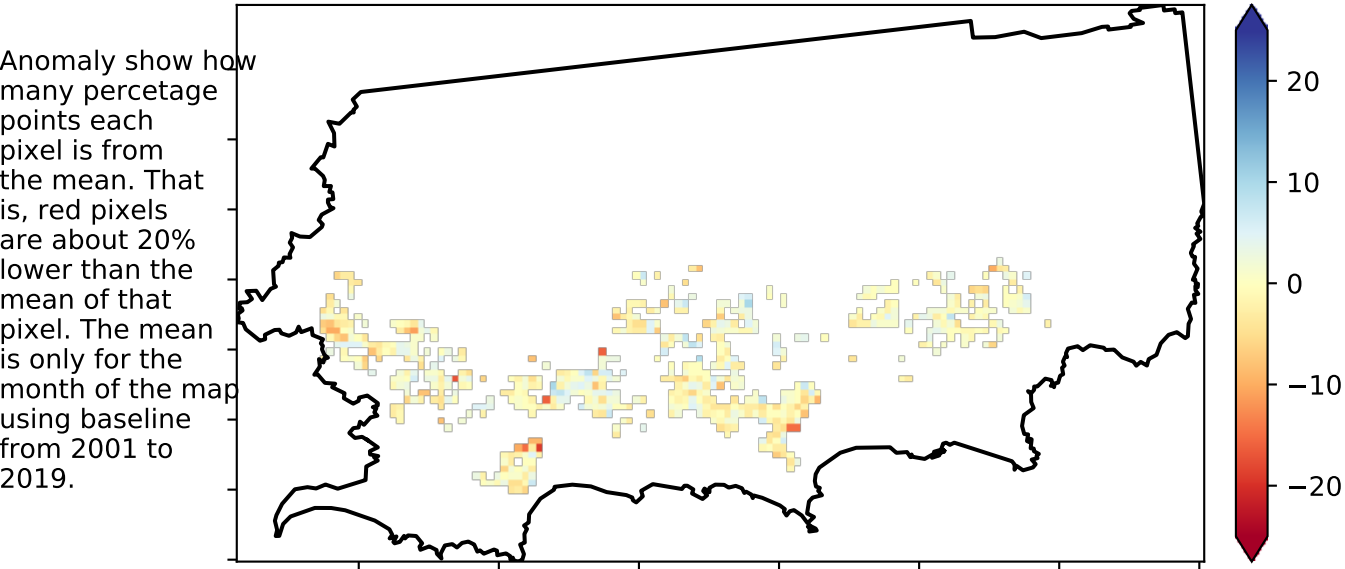 Anomaly show how
many percetage
points each
pixel is from
the mean. That
is, red pixels
are about 20%
lower than the
mean of that
pixel. The mean
is only for the
month of the map
using baseline
from 2001 to
2019.
20
10
0
−10
−20